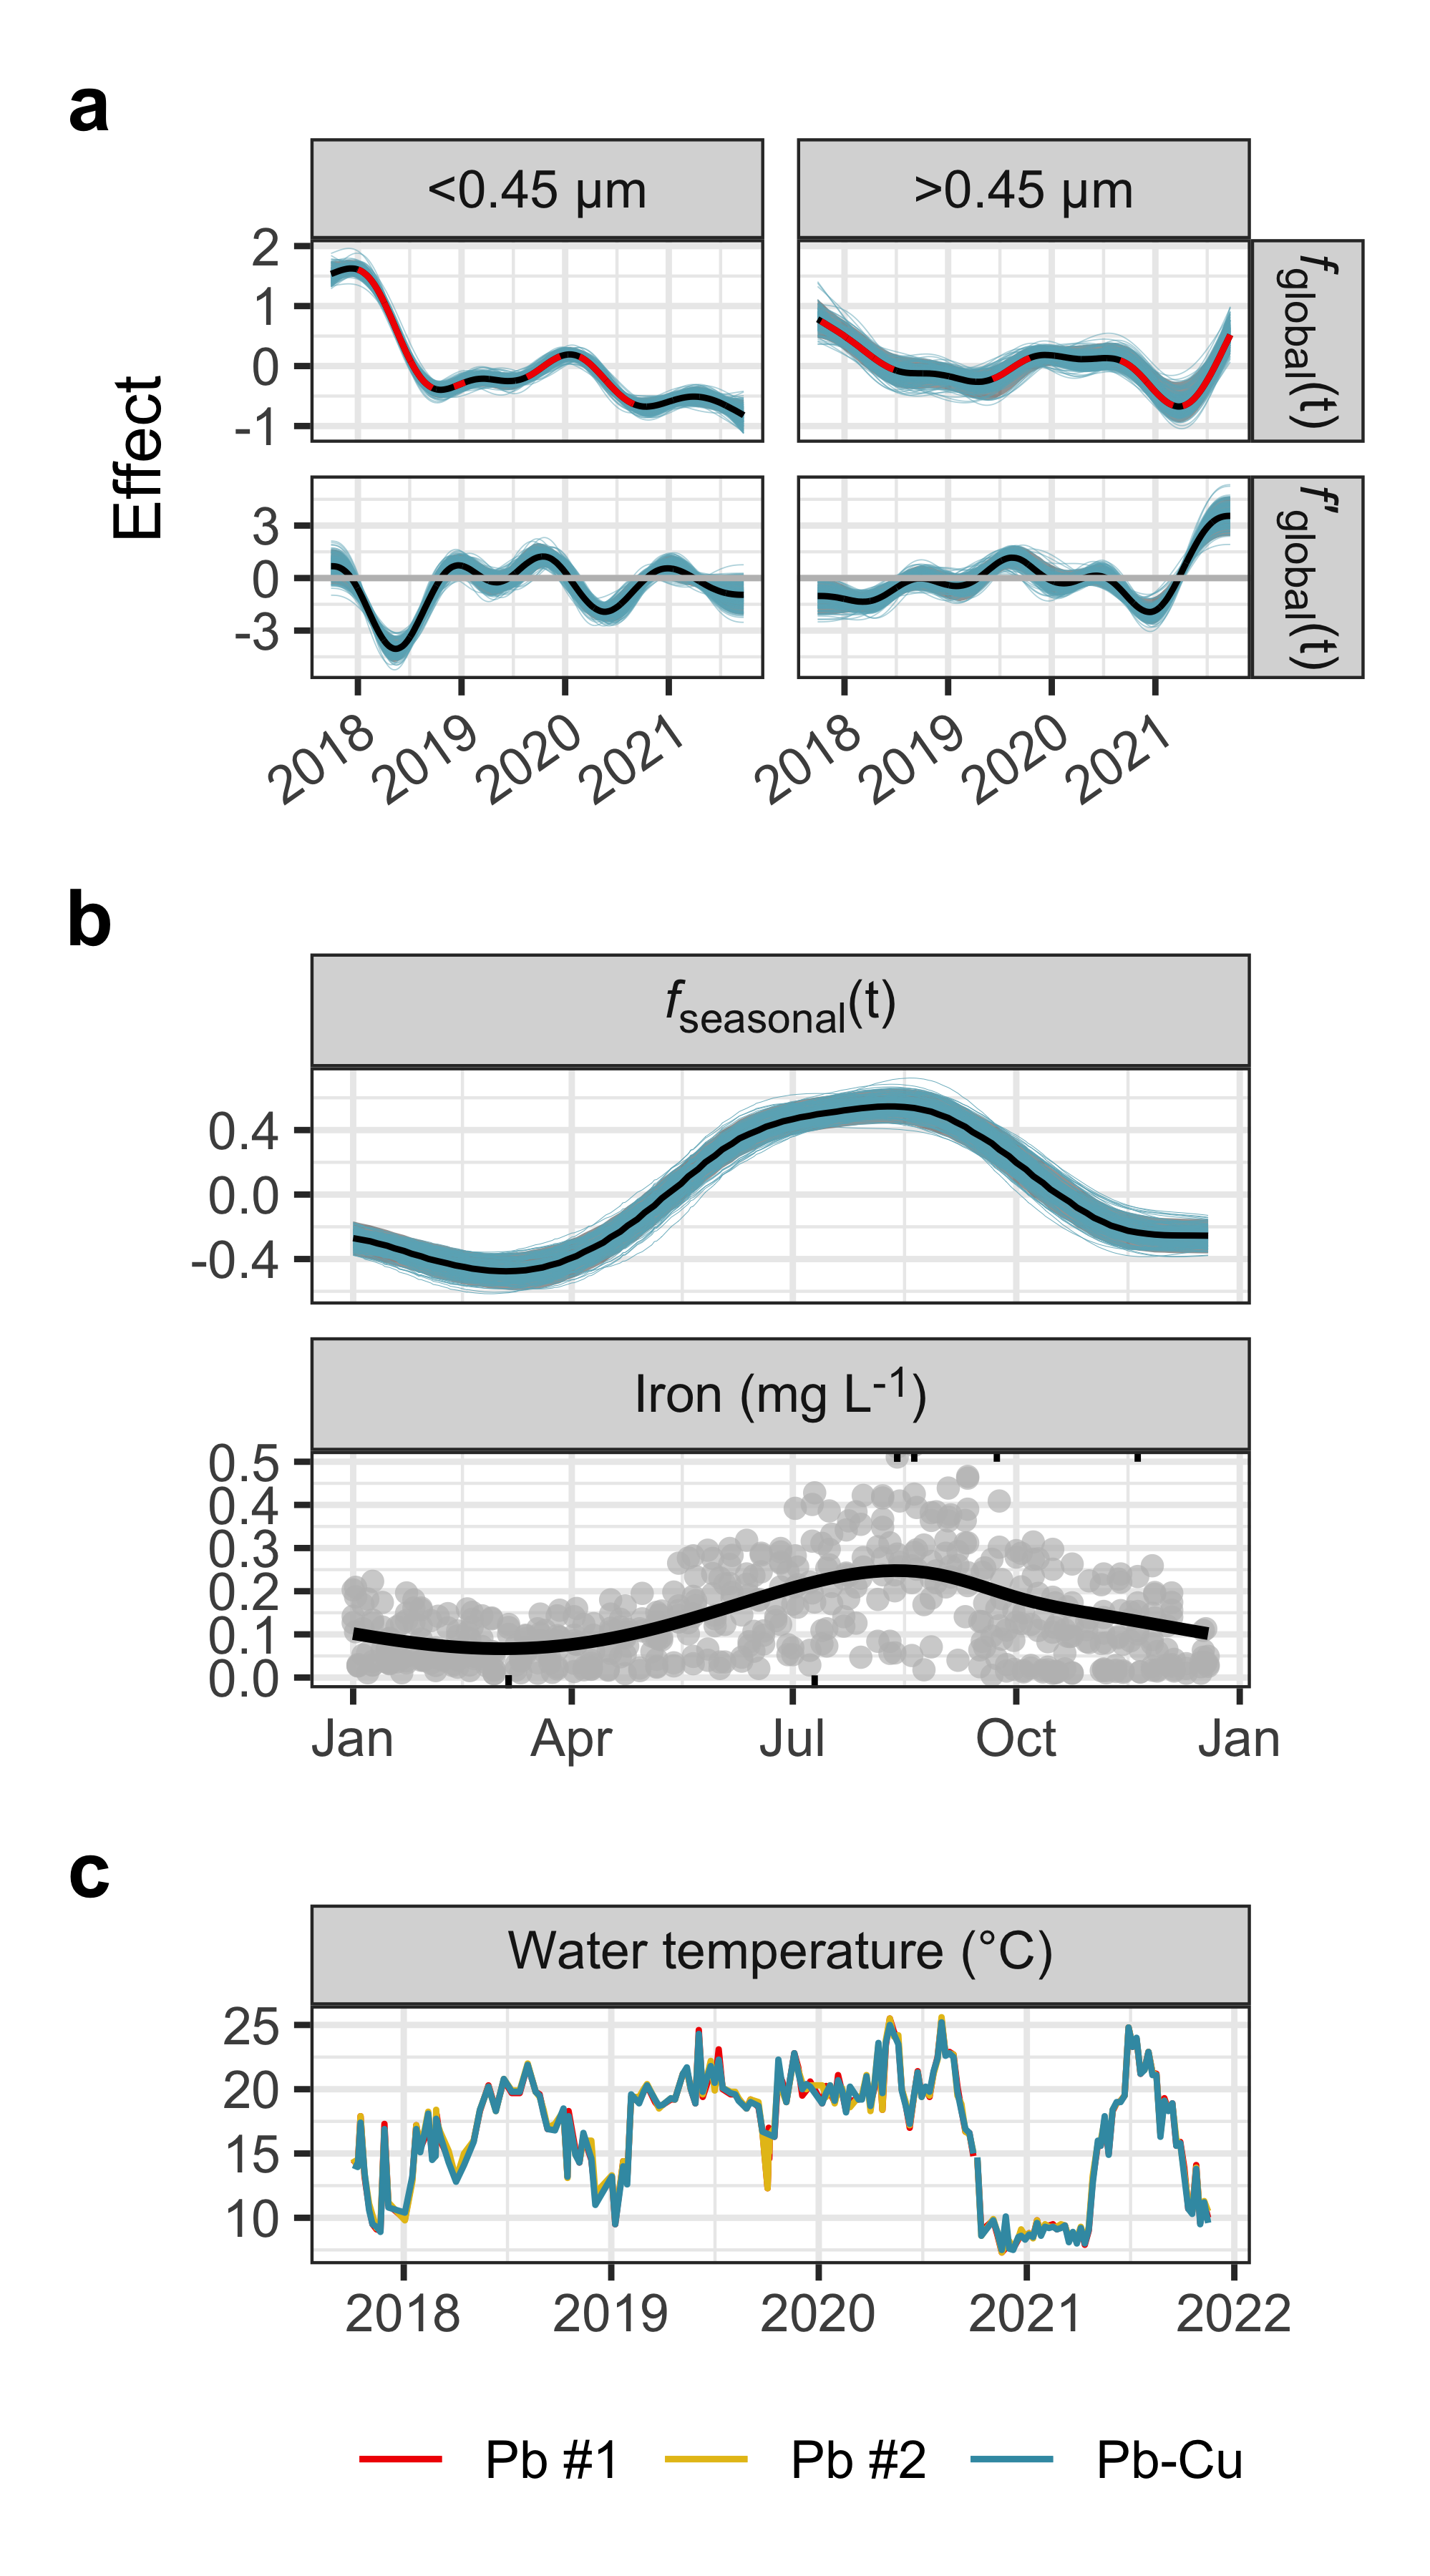 a
<0.45 µm
>0.45 µm
2
1
0
-1
f global(t)
Effect
3
0
-3
f' global(t)
2018 2019 2020 2021
2018 2019 2020 2021
b
f seasonal(t)
0.4
0.0
-0.4
Iron (mg L-1)
0.5
0.4
0.3
0.2
0.1
0.0
Jan Apr Jul Oct Jan
c
Water temperature (°C)
25
20
15
10
2018 2019 2020 2021 2022
Pb #1 Pb #2 Pb-Cu